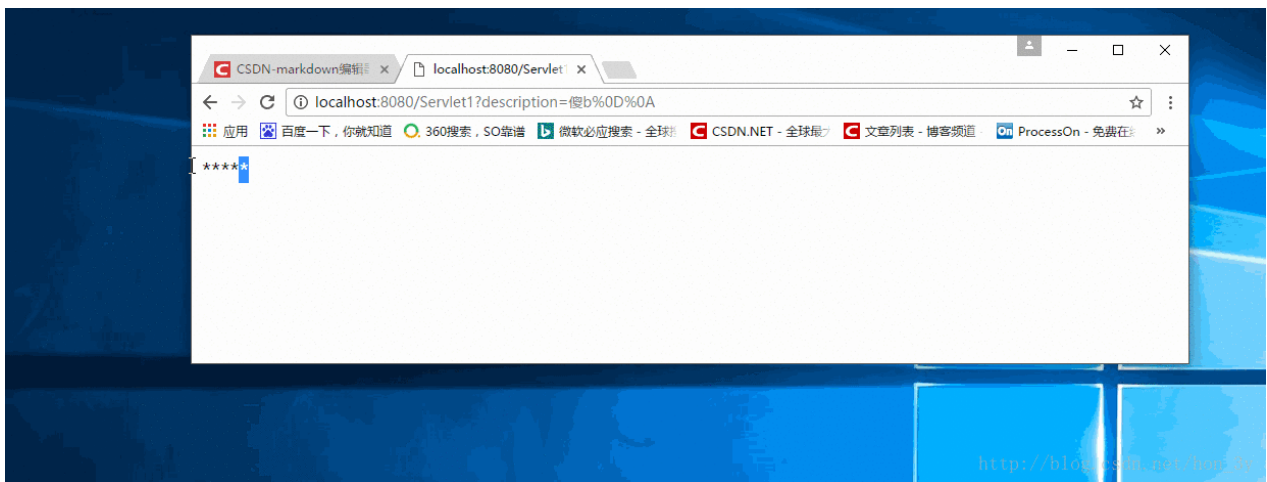 CSDN-markdown编辑
localhost:8080/Servlet1
localhost:8080/Servlet1?description=傻b%0D%0A
应用 百度一下，你就知道 360搜索，SO靠谱 微软必应搜索 - 全球 CSDN.NET - 全球最 文章列表 - 博客频道 - On ProcessOn - 免费在 »
*****
http://blog.csdn.net/